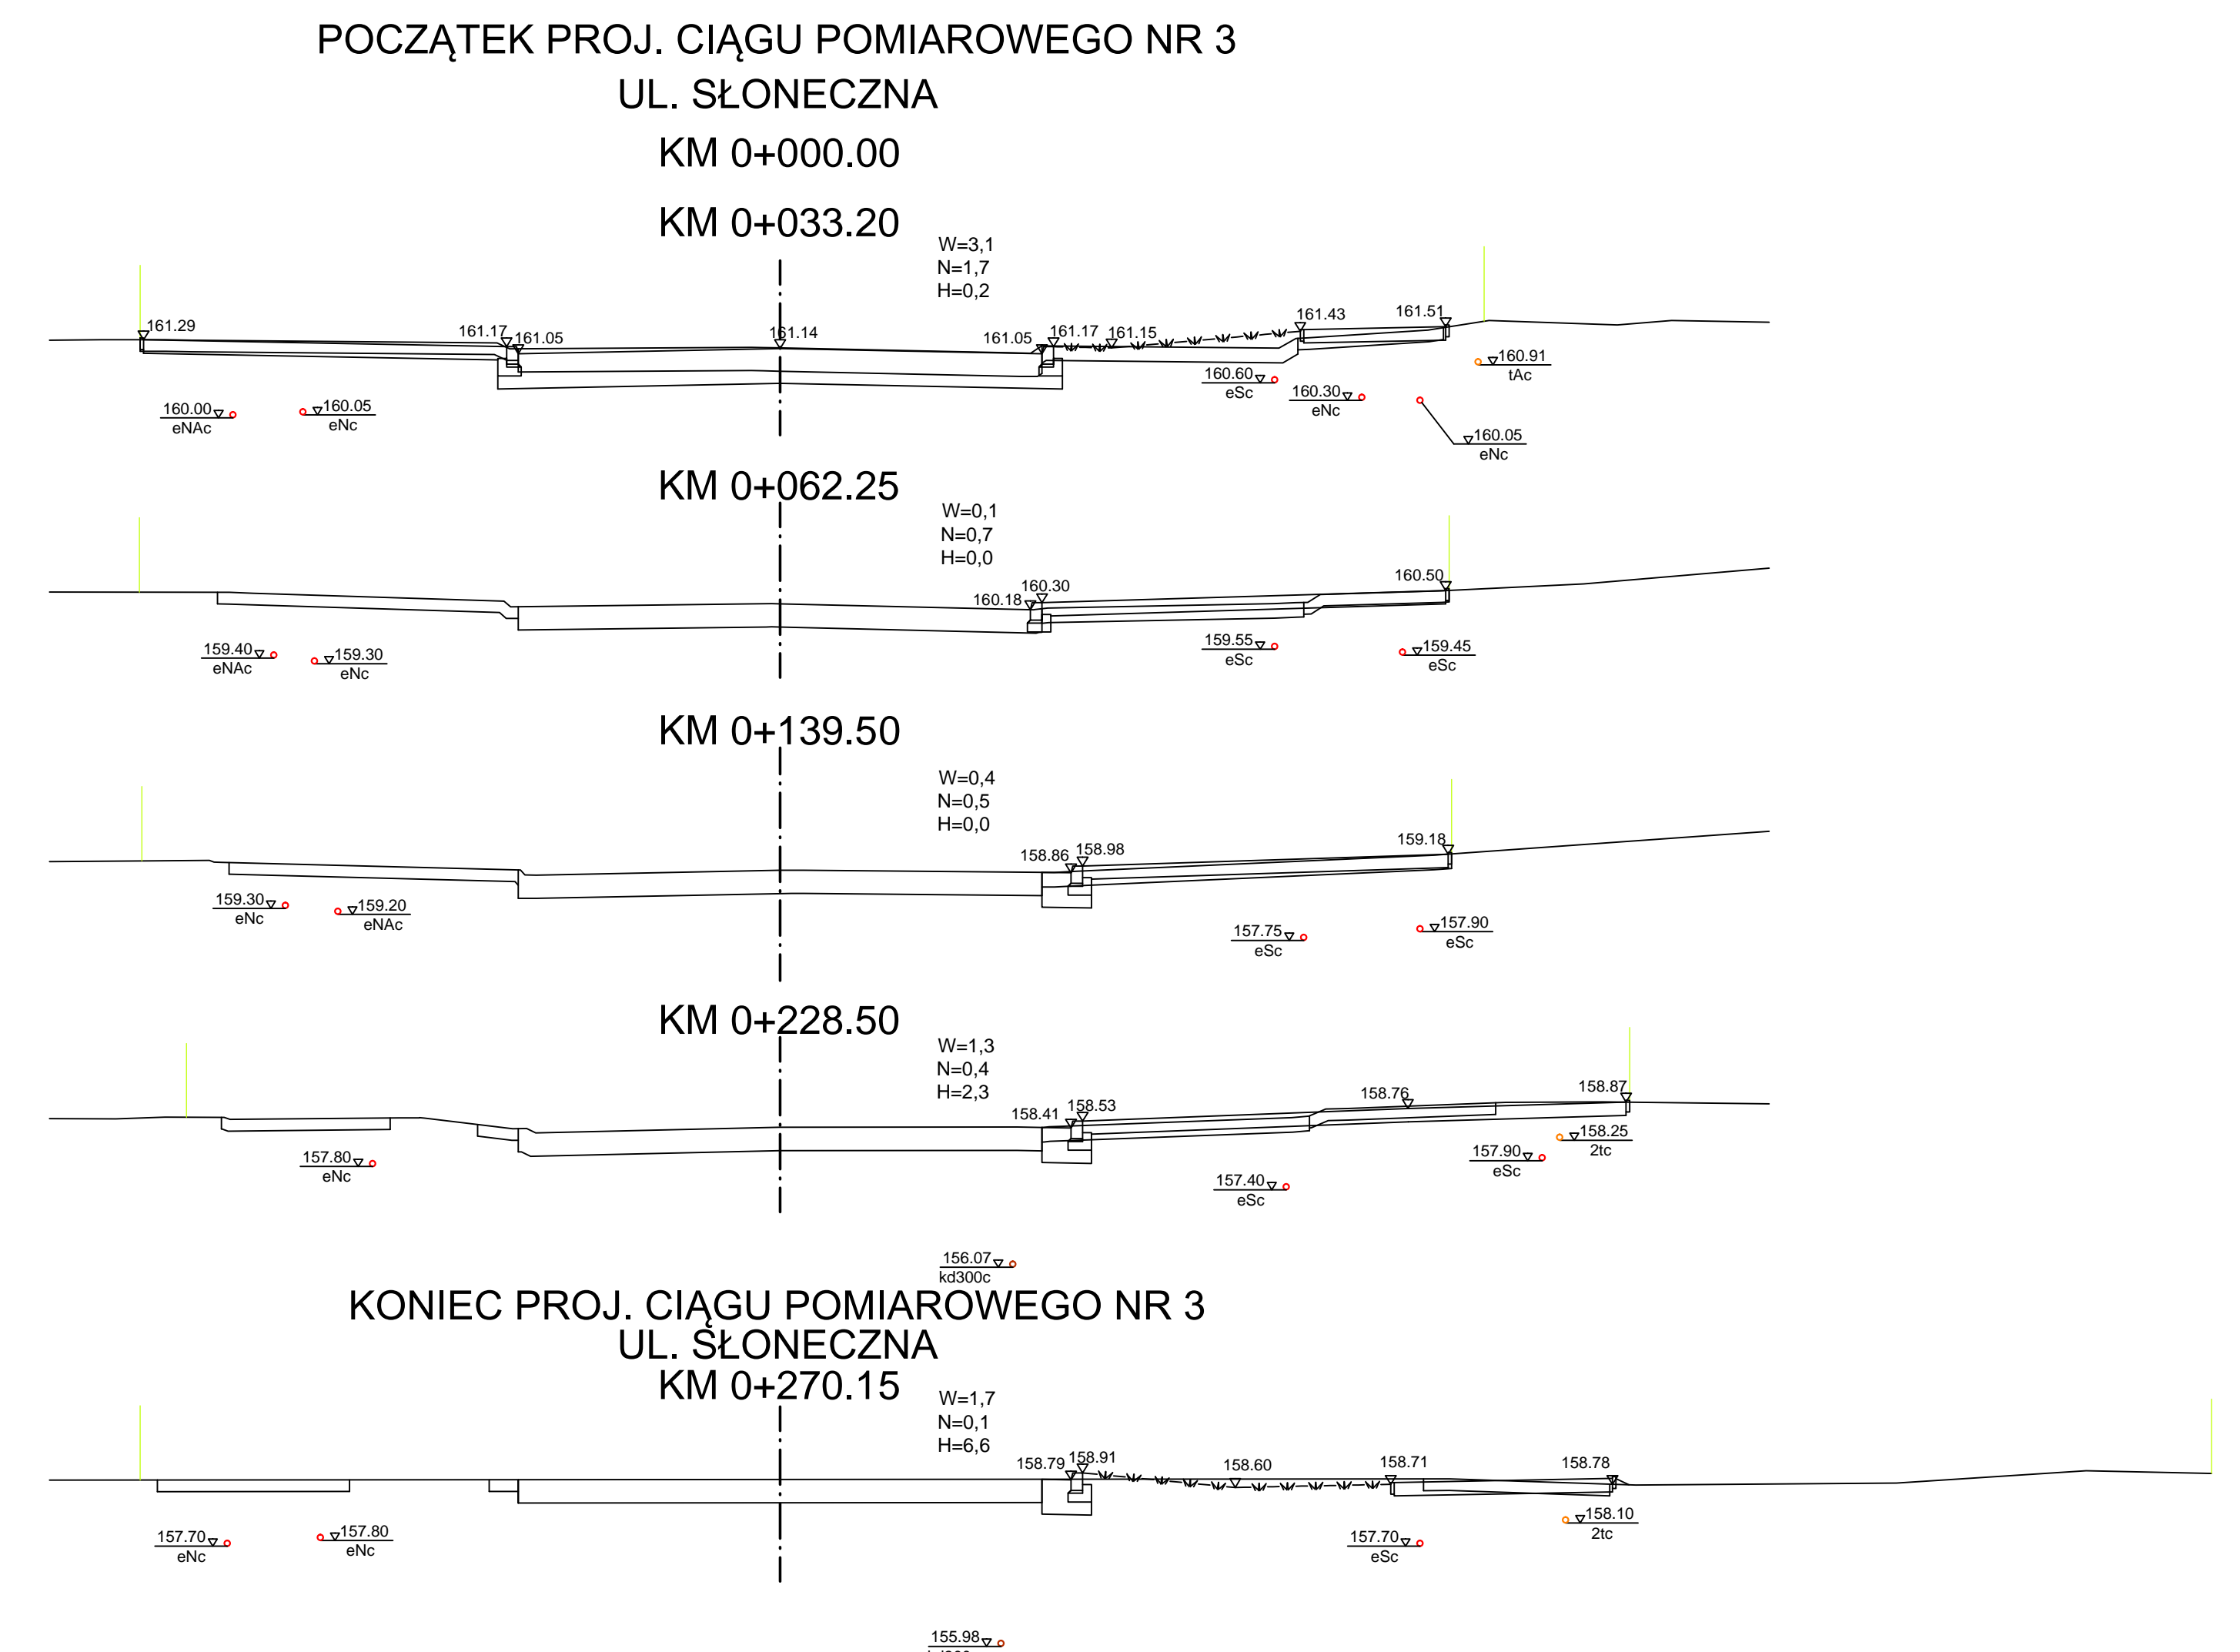 POCZĄTEK PROJ. CIĄGU POMIAROWEGO NR 3
UL. SŁONECZNA
KM 0+000.00
KM 0+033.20
W=3,1
N=1,7
H=0,2
161.29
161.17
161.05
161.14
161.05
161.17
161.15
161.43
161.51
160.00
eNAc
160.05
eNc
160.60
eSc
160.30
eNc
160.91
tAc
160.05
eNc
KM 0+062.25
W=0,1
N=0,7
H=0,0
160.18
160.30
160.50
159.40
eNAc
159.30
eNc
159.55
eSc
159.45
eSc
KM 0+139.50
W=0,4
N=0,5
H=0,0
158.86
158.98
159.18
159.30
eNc
159.20
eNAc
157.75
eSc
157.90
eSc
KM 0+228.50
W=1,3
N=0,4
H=2,3
158.41
158.53
158.76
158.87
157.80
eNc
157.40
eSc
157.90
eSc
158.25
2tc
156.07
kd300c
KONIEC PROJ. CIĄGU POMIAROWEGO NR 3
UL. SŁONECZNA
KM 0+270.15
W=1,7
N=0,1
H=6,6
158.79
158.91
158.60
158.71
158.78
157.70
eNc
157.80
eNc
157.70
eSc
158.10
2tc
155.98